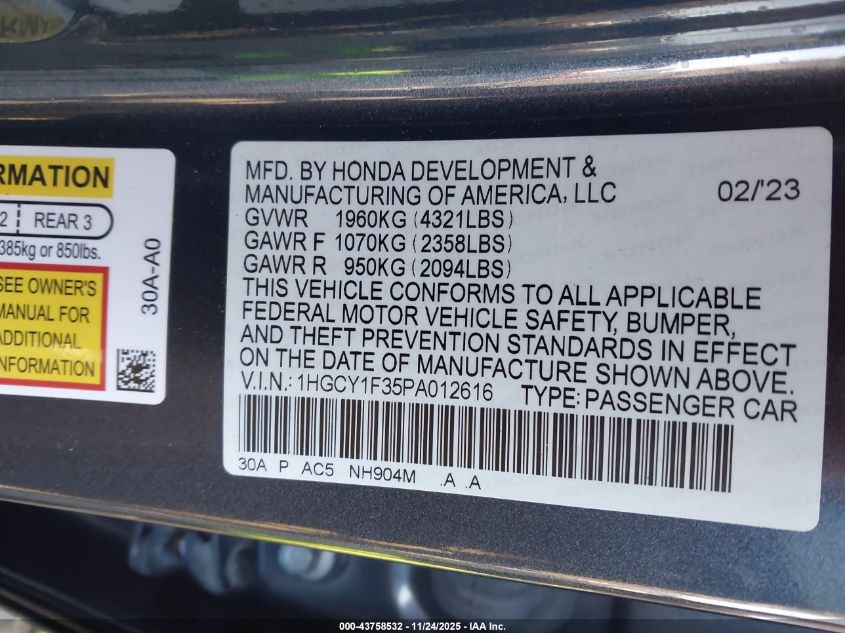 RMATION
2 REAR 3
385kg or 850lbs.
SEE OWNER'S
MANUAL FOR
ADDITIONAL
INFORMATION
30A-A0
MFD. BY HONDA DEVELOPMENT &
MANUFACTURING OF AMERICA, LLC 02/'23
GVWR 1960KG (4321LBS)
GAWR F 1070KG (2358LBS)
GAWR R 950KG (2094LBS)
THIS VEHICLE CONFORMS TO ALL APPLICABLE
FEDERAL MOTOR VEHICLE SAFETY, BUMPER,
AND THEFT PREVENTION STANDARDS IN EFFECT
ON THE DATE OF MANUFACTURE SHOWN ABOVE.
V.I.N.: 1HGCY1F35PA012616 TYPE: PASSENGER CAR
30A P AC5 NH904M .A .A
000-43758532 — 11/24/2025 — IAA Inc.